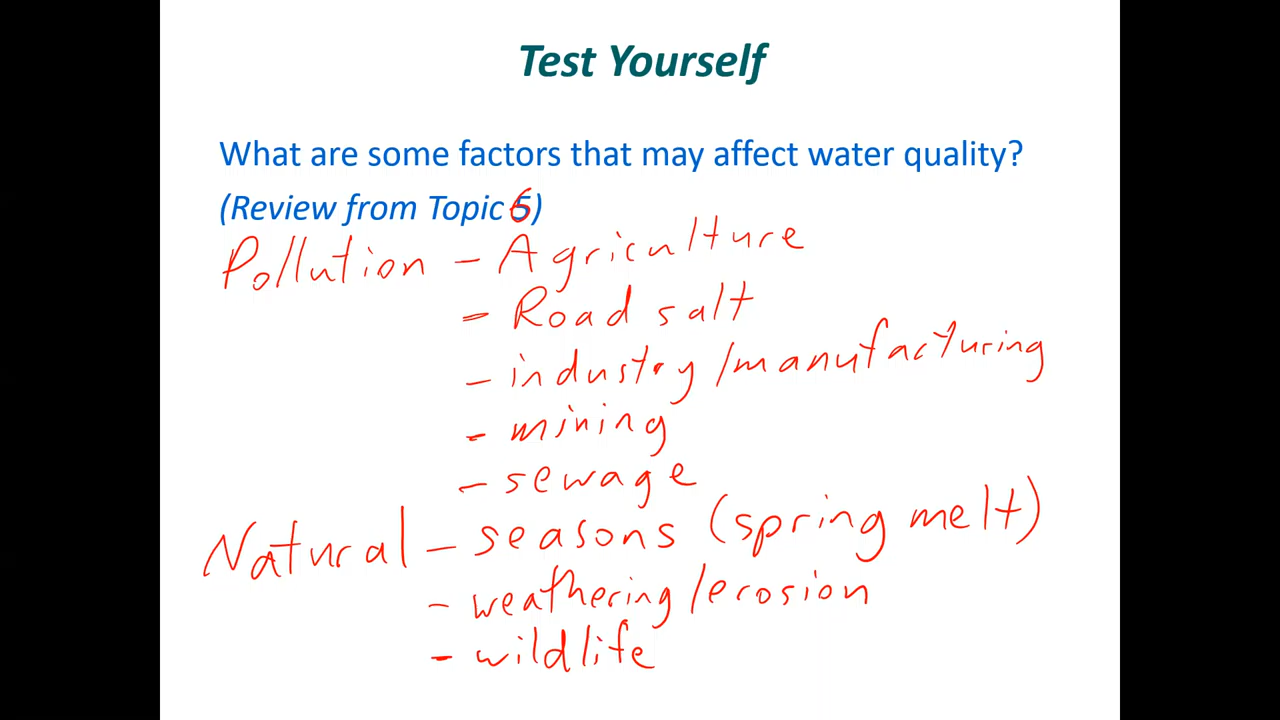 Test Yourself
What are some factors that may affect water quality?
(Review from Topic 6)
Pollution - Agriculture
- Road salt
- industry/manufacturing
- mining
- sewage
Natural - seasons (spring melt)
- weathering/erosion
- wildlife